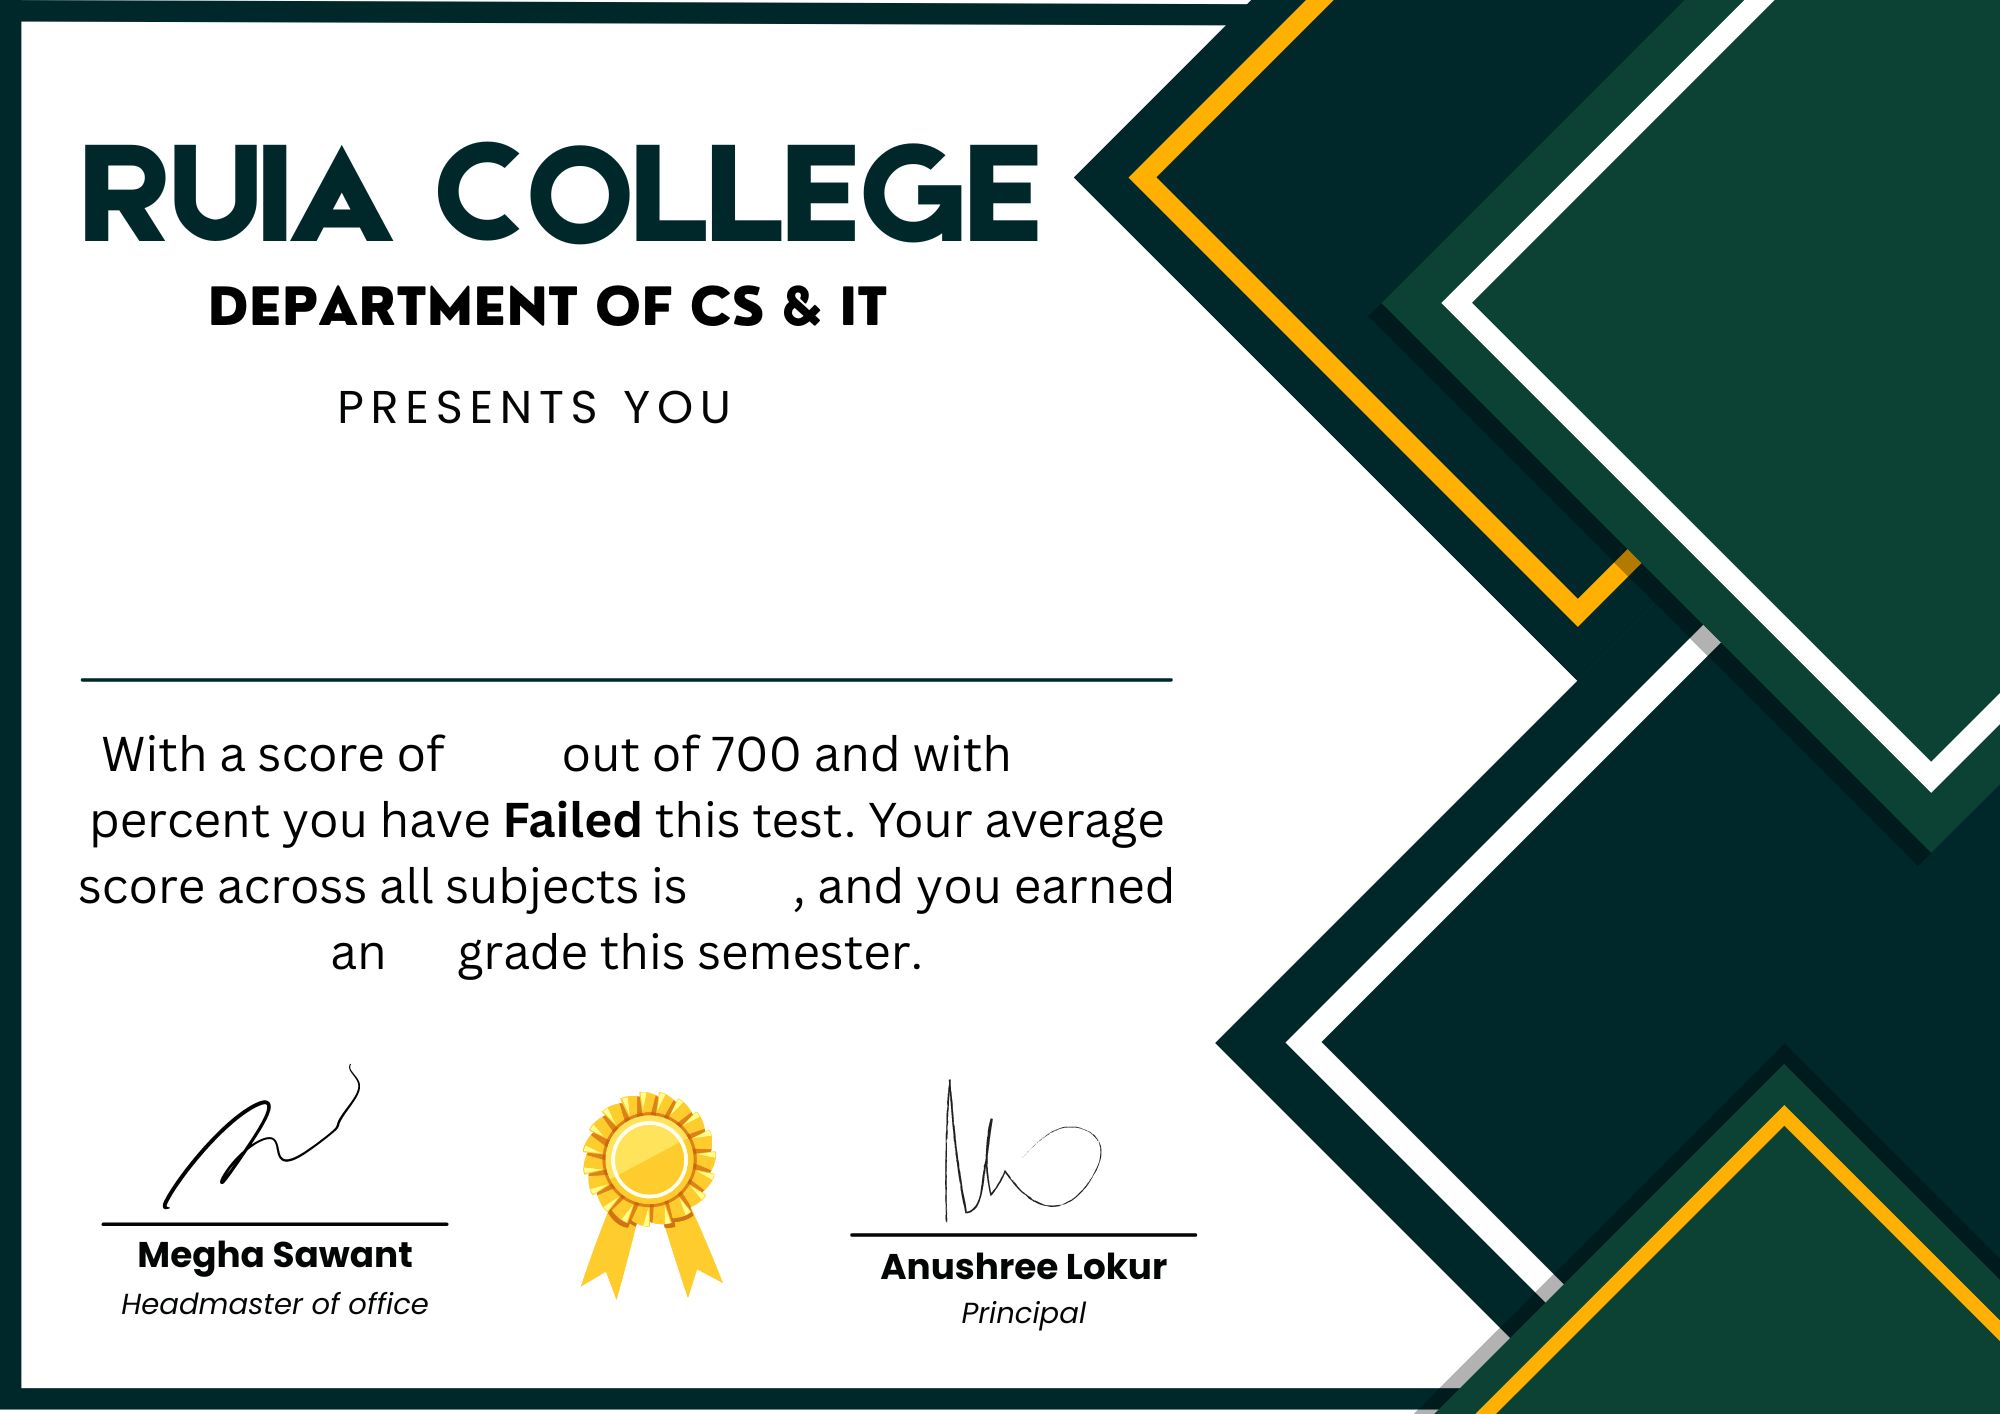 RUIA COLLEGE
DEPARTMENT OF CS & IT
PRESENTS YOU
With a score of out of 700 and with
percent you have Failed this test. Your average
score across all subjects is , and you earned
an grade this semester.
Megha Sawant
Headmaster of office
Anushree Lokur
Principal